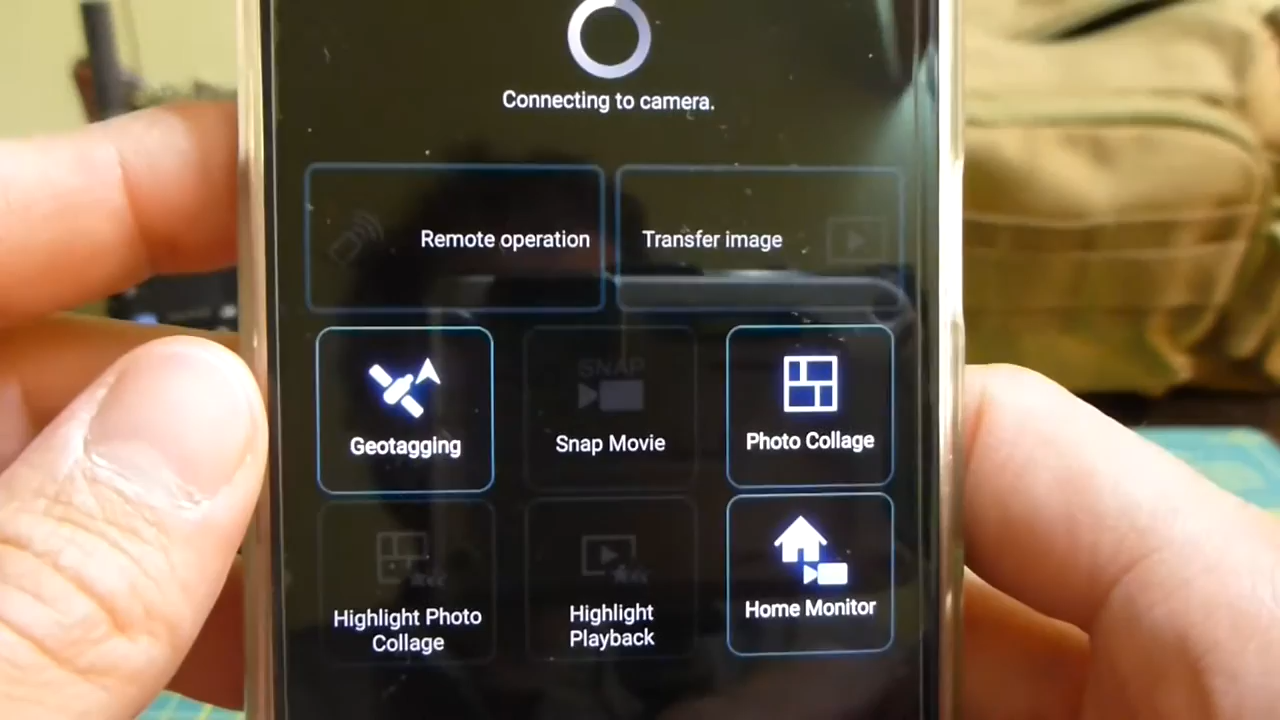 Connecting to camera.
Remote operation
Transfer image
Geotagging
SNAP
Snap Movie
Photo Collage
Highlight Photo
Collage
Highlight
Playback
Home Monitor